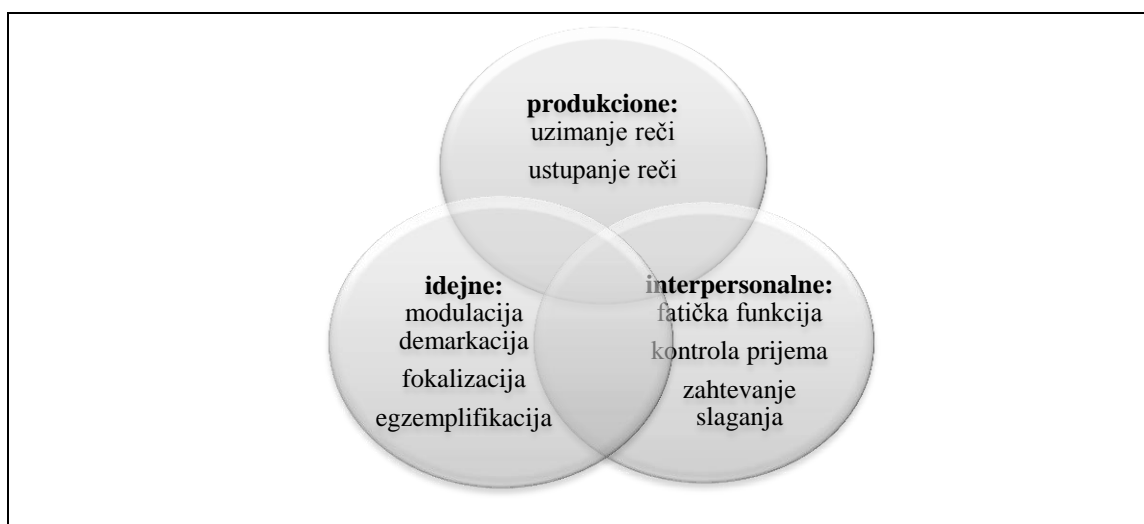 produkcione:
uzimanje reči
ustupanje reči
idejne:
modulacija
demarkacija
fokalizacija
egzemplifikacija
interpersonalne:
fatička funkcija
kontrola prijema
zahtevanje
slaganja